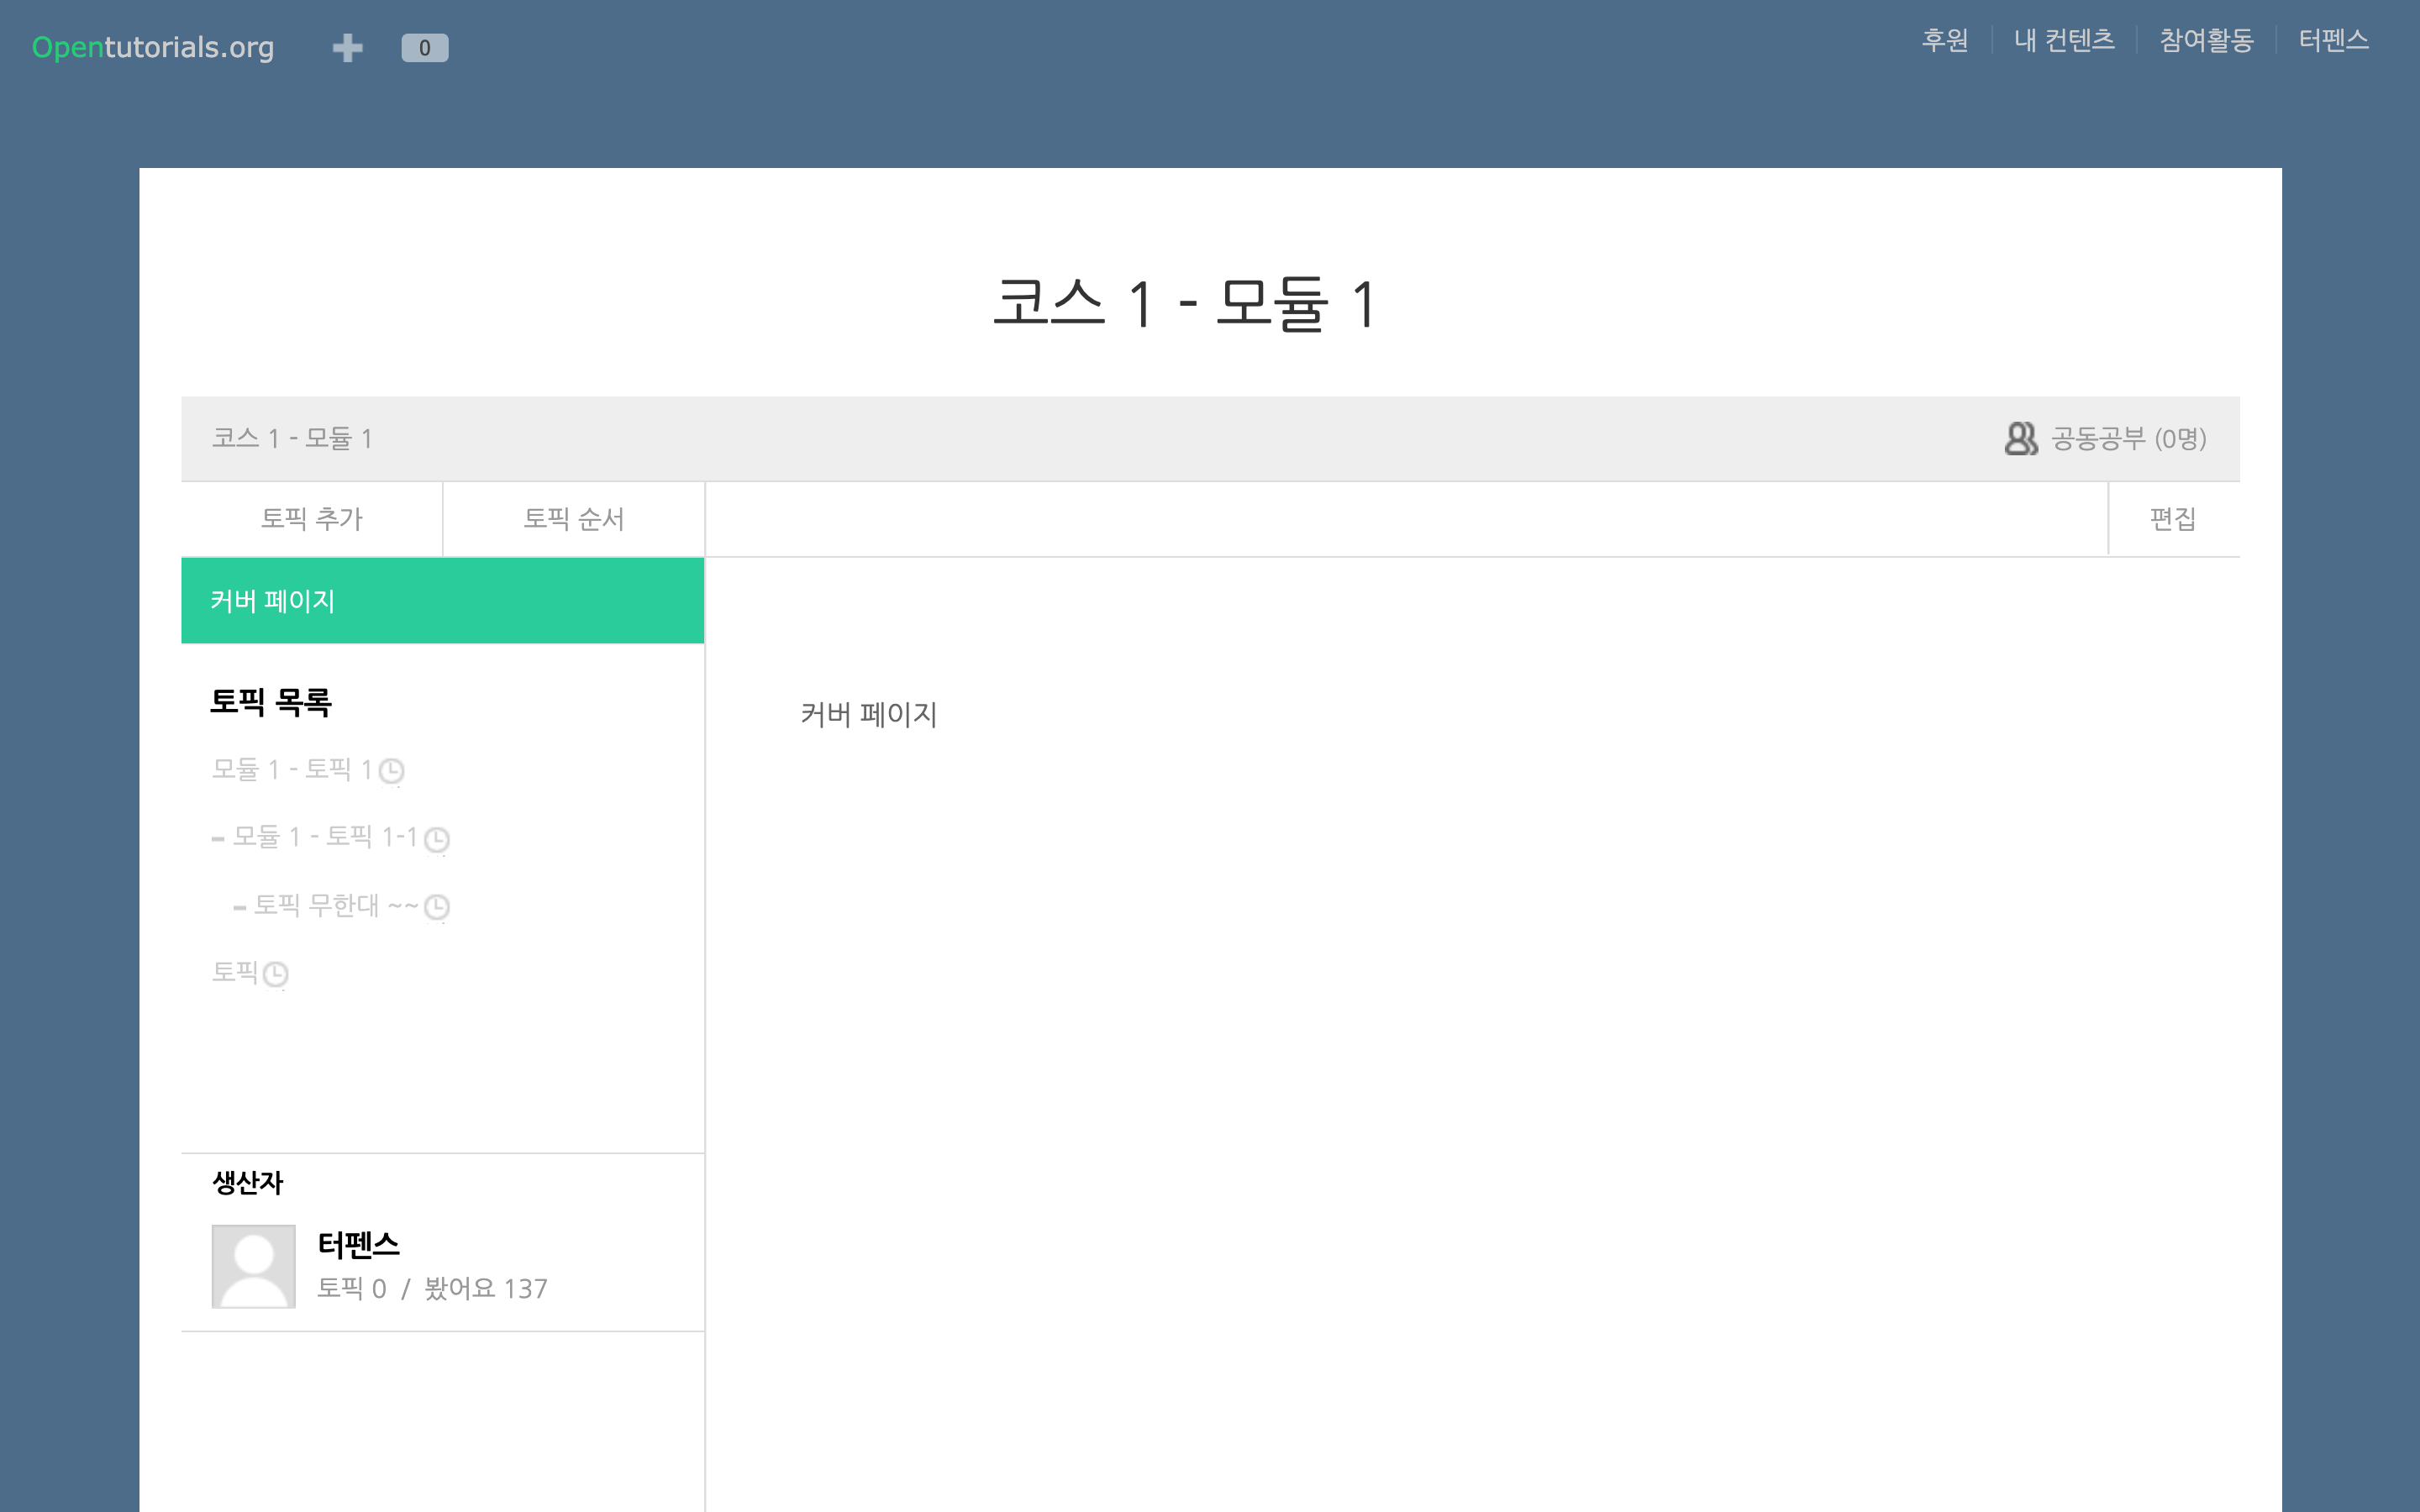 Opentutorials.org 0 후원 내 컨텐츠 참여활동 터펜스
코스 1 - 모듈 1
코스 1 - 모듈 1 공동공부 (0명)
토픽 추가 토픽 순서 편집
커버 페이지
토픽 목록
커버 페이지
모듈 1 - 토픽 1
- 모듈 1 - 토픽 1-1
- 토픽 무한대 ~~
토픽
생산자
터펜스
토픽 0 / 봤어요 137